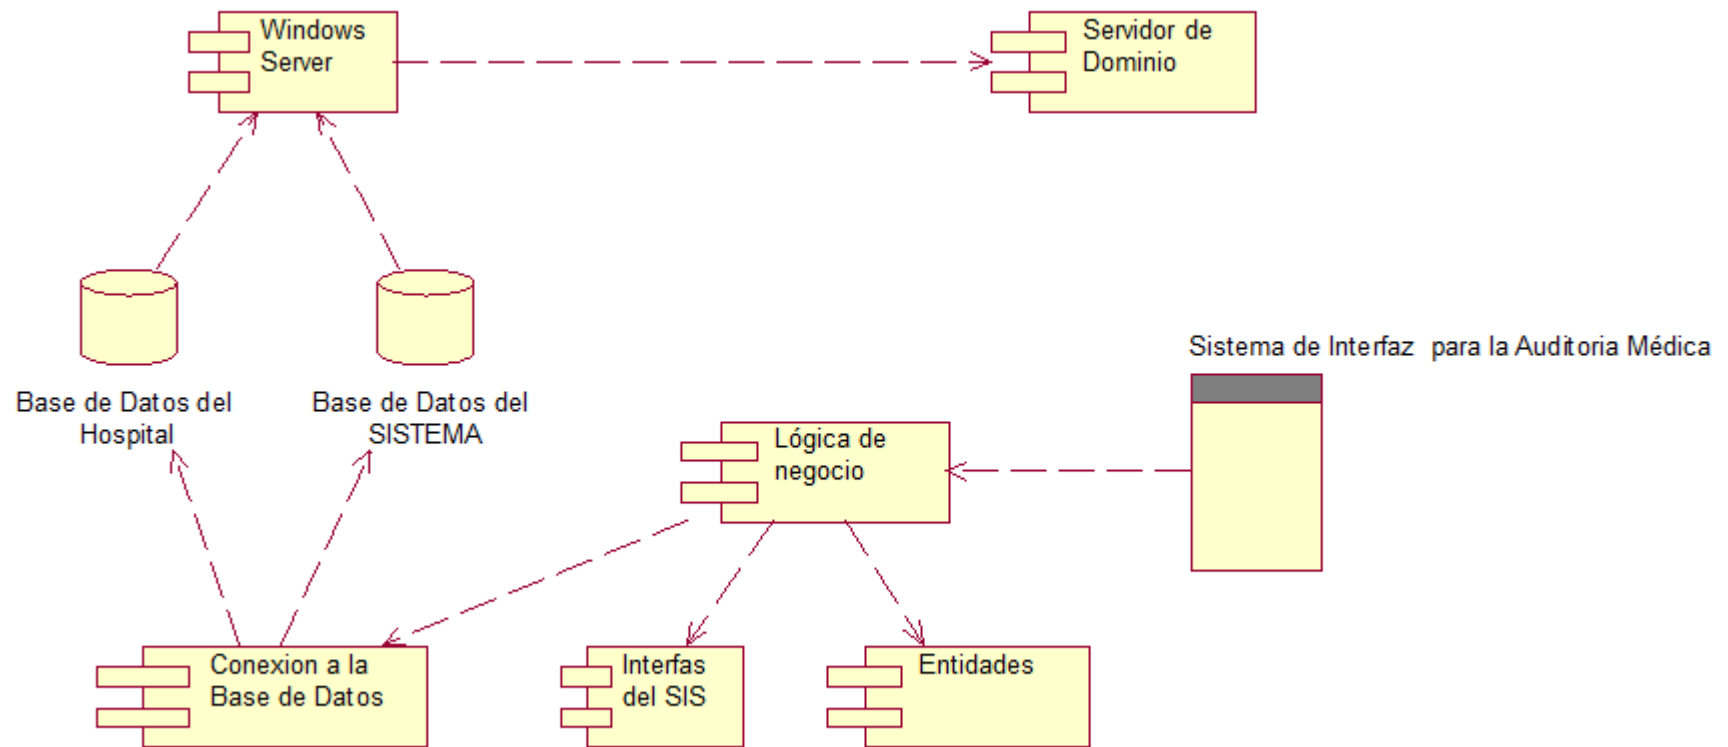 Windows
Server
Servidor de
Dominio
Sistema de Interfaz  para la Auditoria Médica
Base de Datos del
Hospital
Base de Datos del
SISTEMA
Lógica de
negocio
Conexion a la
Base de Datos
Interfas
del SIS
Entidades